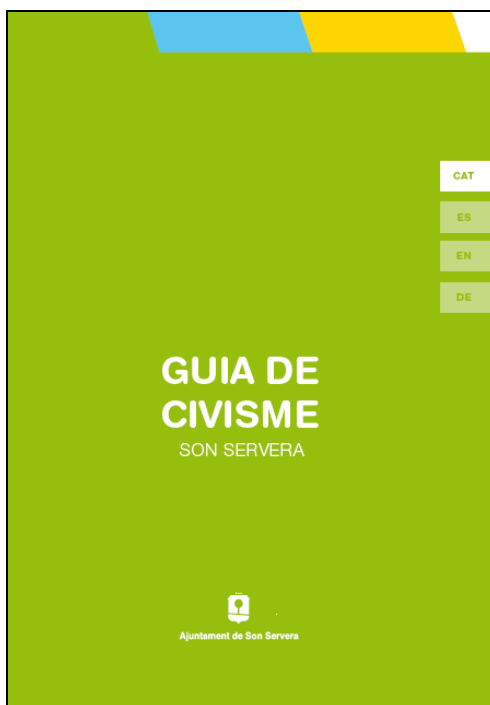 CAT
ES
EN
DE
GUIA DE
CIVISME
SON SERVERA
Ajuntament de Son Servera